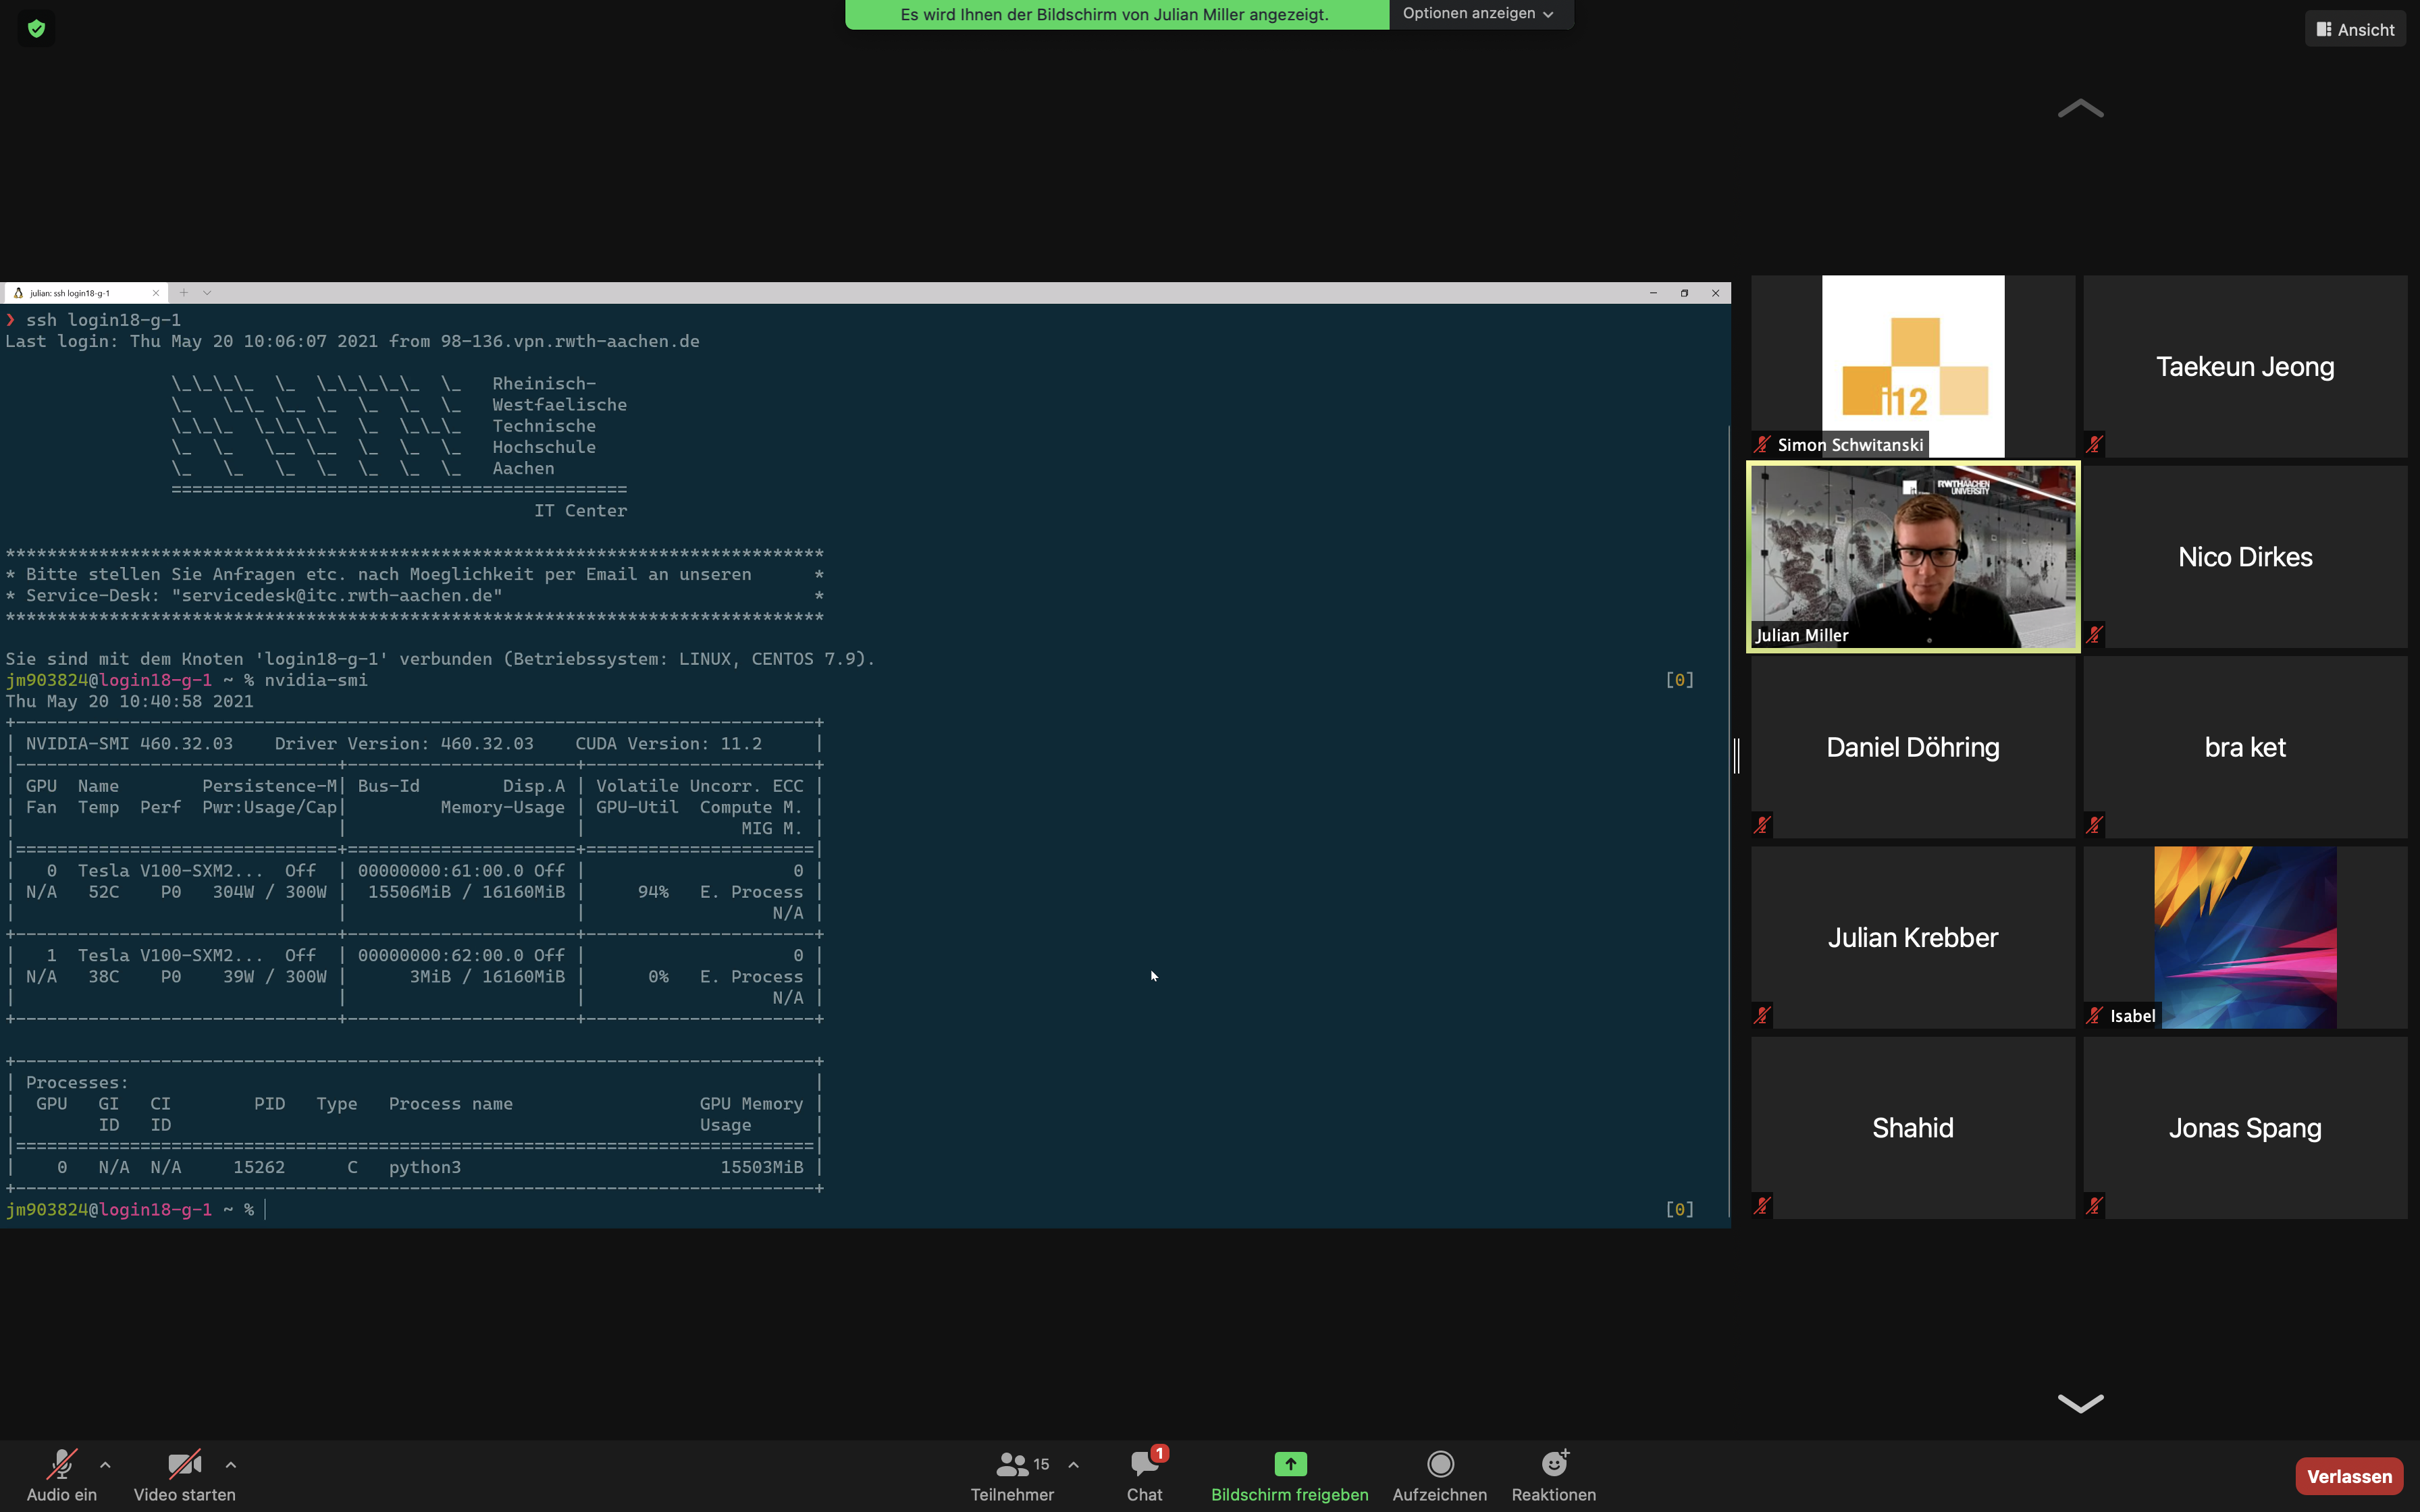 Es wird Ihnen der Bildschirm von Julian Miller angezeigt.
Optionen anzeigen
Ansicht
julian: ssh login18-g-1
❯ ssh login18-g-1
Last login: Thu May 20 10:06:07 2021 from 98-136.vpn.rwth-aachen.de
\_\_\_\_  \_  \_\_\_\_\_  \_   Rheinisch-
\_   \_\_ \__ \_  \_  \_  \_   Westfaelische
\_\_\_  \_\_\_\_  \_  \_\_\_   Technische
\_  \_   \__ \__  \_  \_  \_   Hochschule
\_   \_   \_  \_  \_  \_  \_   Aachen
============================================
IT Center
*******************************************************************************
* Bitte stellen Sie Anfragen etc. nach Moeglichkeit per Email an unseren      *
* Service-Desk: "servicedesk@itc.rwth-aachen.de"                              *
*******************************************************************************
Sie sind mit dem Knoten 'login18-g-1' verbunden (Betriebssystem: LINUX, CENTOS 7.9).
jm903824@login18-g-1 ~ % nvidia-smi [0]
Thu May 20 10:40:58 2021
+-----------------------------------------------------------------------------+
| NVIDIA-SMI 460.32.03    Driver Version: 460.32.03    CUDA Version: 11.2     |
|-------------------------------+----------------------+----------------------+
| GPU  Name        Persistence-M| Bus-Id        Disp.A | Volatile Uncorr. ECC |
| Fan  Temp  Perf  Pwr:Usage/Cap|         Memory-Usage | GPU-Util  Compute M. |
|                               |                      |               MIG M. |
|===============================+======================+======================|
|   0  Tesla V100-SXM2...  Off  | 00000000:61:00.0 Off |                    0 |
| N/A   52C    P0   304W / 300W |  15506MiB / 16160MiB |     94%   E. Process |
|                               |                      |                  N/A |
+-------------------------------+----------------------+----------------------+
|   1  Tesla V100-SXM2...  Off  | 00000000:62:00.0 Off |                    0 |
| N/A   38C    P0    39W / 300W |      3MiB / 16160MiB |      0%   E. Process |
|                               |                      |                  N/A |
+-------------------------------+----------------------+----------------------+
+-----------------------------------------------------------------------------+
| Processes:                                                                  |
|  GPU   GI   CI        PID   Type   Process name                  GPU Memory |
|        ID   ID                                                   Usage      |
|=============================================================================|
|    0   N/A  N/A     15262      C   python3                         15503MiB |
+-----------------------------------------------------------------------------+
jm903824@login18-g-1 ~ % [0]
i12
Simon Schwitanski
Taekeun Jeong
RWTHAACHEN
UNIVERSITY
Julian Miller
Nico Dirkes
Daniel Döhring
bra ket
Julian Krebber
Isabel
Shahid
Jonas Spang
Audio ein
Video starten
15
Teilnehmer
1
Chat
Bildschirm freigeben
Aufzeichnen
Reaktionen
Verlassen